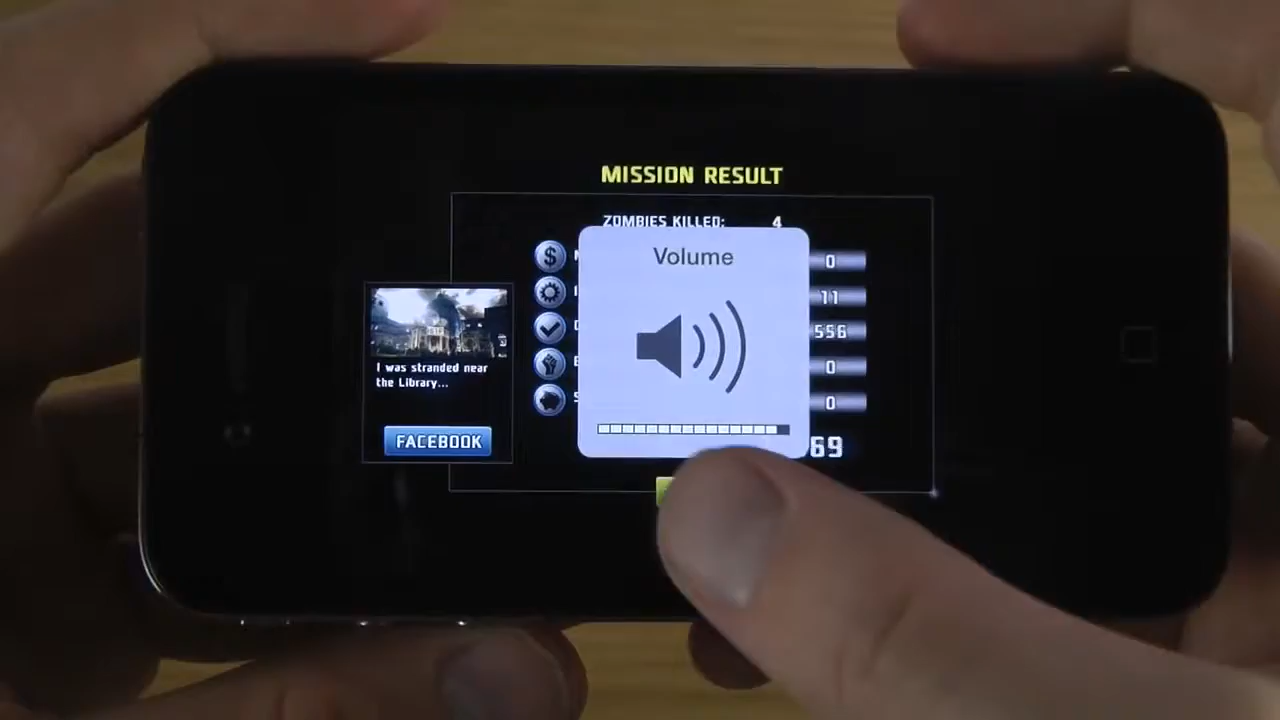 MISSION RESULT
ZOMBIES KILLED: 4
Volume
0
11
556
0
0
69
I was stranded near
the Library...
FACEBOOK